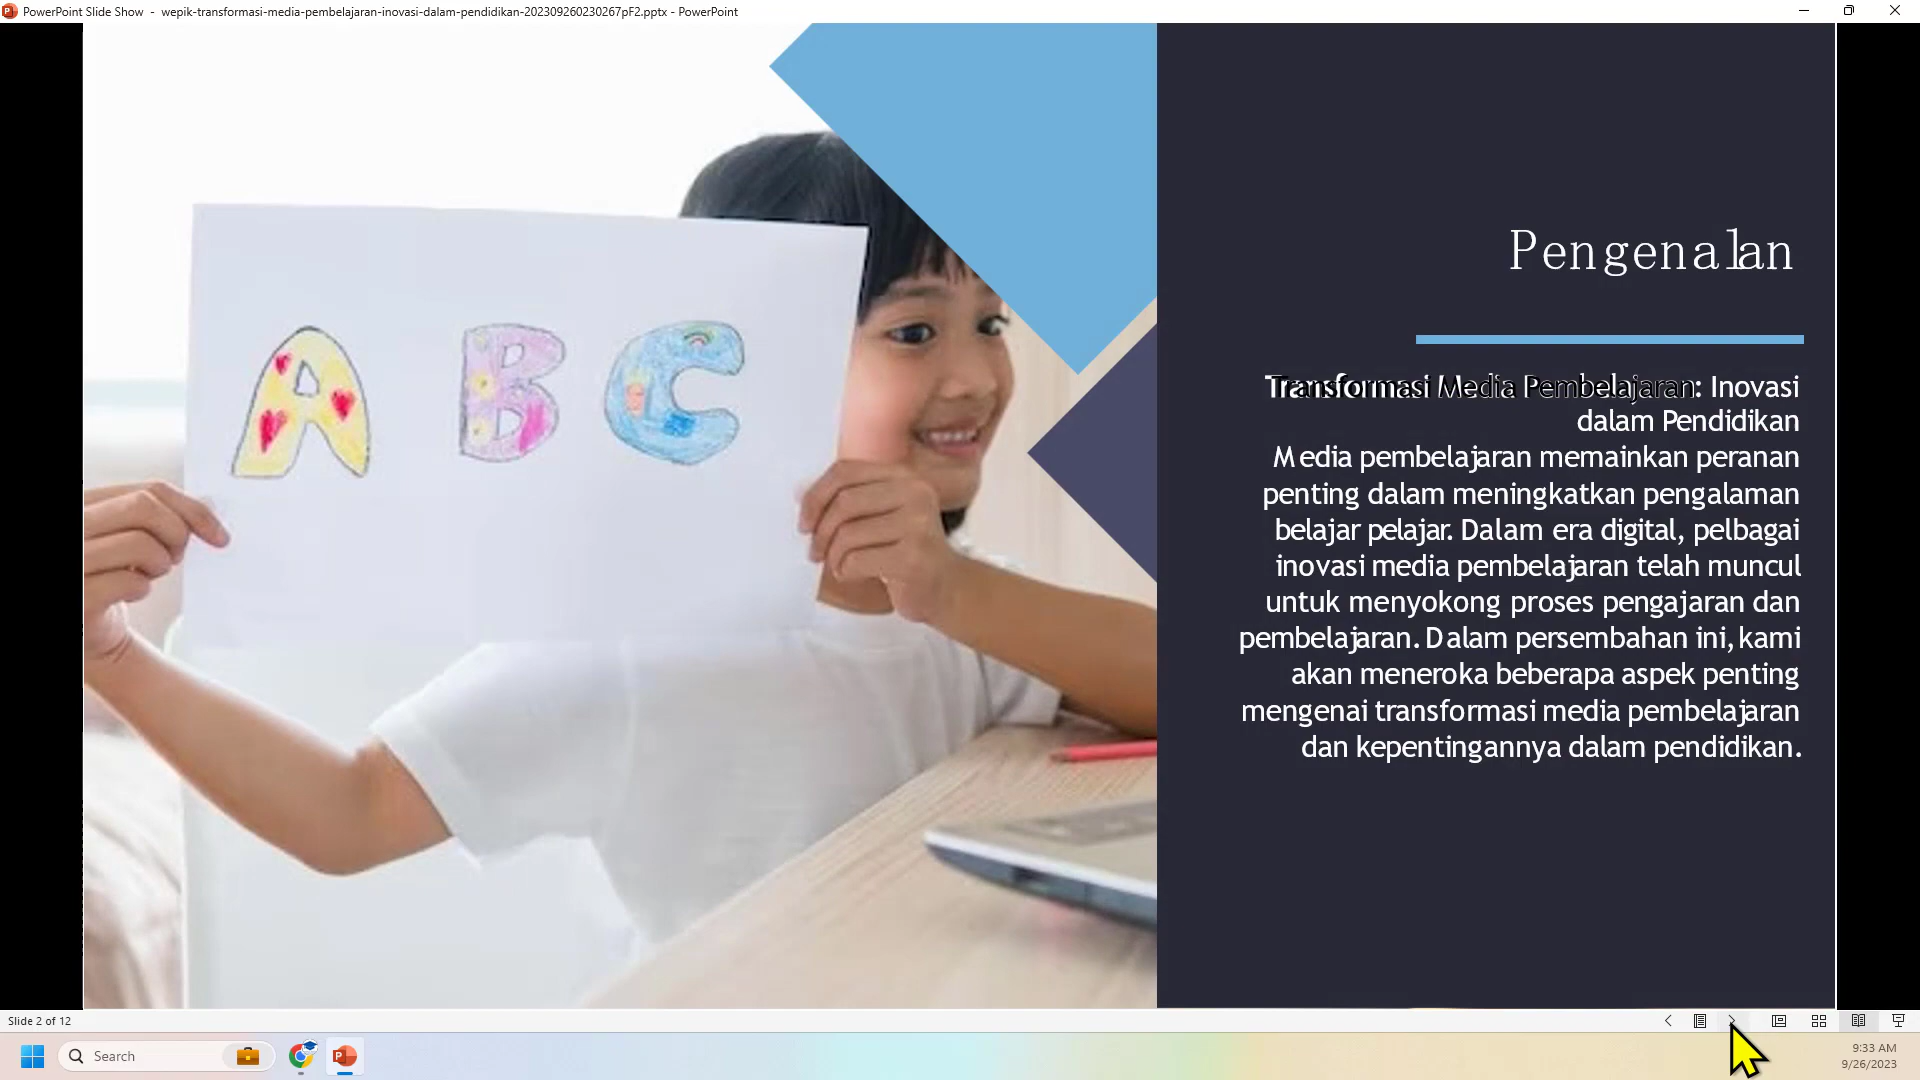 PowerPoint Slide Show - wepik-transformasi-media-pembelajaran-inovasi-dalam-pendidikan-202309260230267pF2.pptx - PowerPoint
A B C
Pengenalan
Transformasi Media Pembelajaran: Inovasi
dalam Pendidikan
Media pembelajaran memainkan peranan
penting dalam meningkatkan pengalaman
belajar pelajar. Dalam era digital, pelbagai
inovasi media pembelajaran telah muncul
untuk menyokong proses pengajaran dan
pembelajaran. Dalam persembahan ini, kami
akan meneroka beberapa aspek penting
mengenai transformasi media pembelajaran
dan kepentingannya dalam pendidikan.
Slide 2 of 12
Search
9:33 AM
9/26/2023